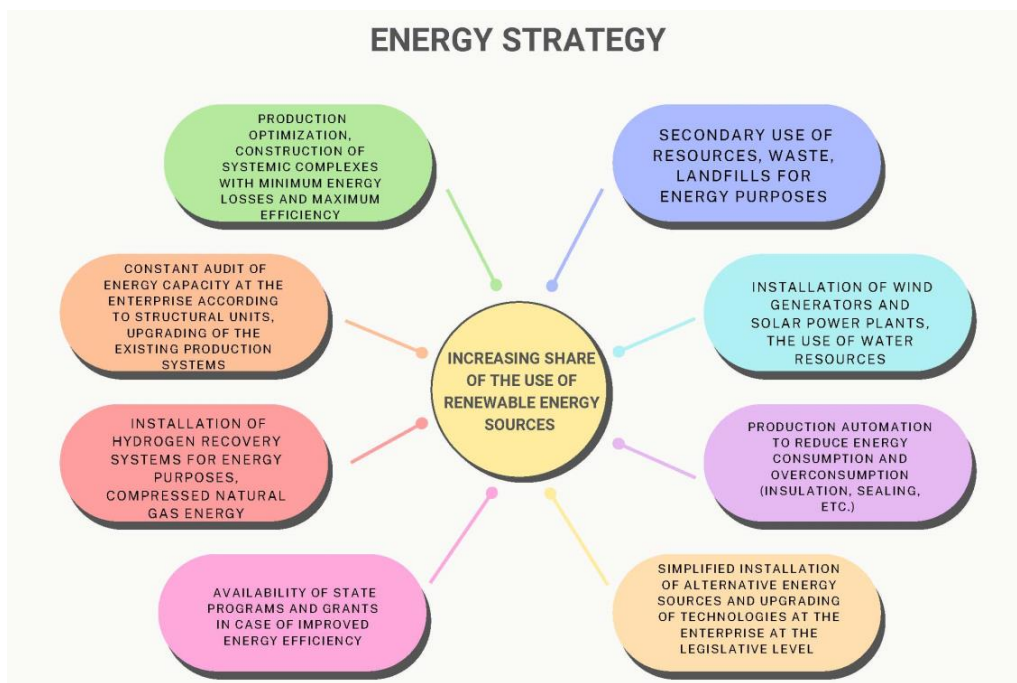 ENERGY STRATEGY
PRODUCTION
OPTIMIZATION,
CONSTRUCTION OF
SYSTEMIC COMPLEXES
WITH MINIMUM ENERGY
LOSSES AND MAXIMUM
EFFICIENCY
SECONDARY USE OF
RESOURCES, WASTE,
LANDFILLS FOR
ENERGY PURPOSES
CONSTANT AUDIT OF
ENERGY CAPACITY AT THE
ENTERPRISE ACCORDING
TO STRUCTURAL UNITS,
UPGRADING OF THE
EXISTING PRODUCTION
SYSTEMS
INSTALLATION OF WIND
GENERATORS AND
SOLAR POWER PLANTS,
THE USE OF WATER
RESOURCES
INCREASING SHARE
OF THE USE OF
RENEWABLE ENERGY
SOURCES
INSTALLATION OF
HYDROGEN RECOVERY
SYSTEMS FOR ENERGY
PURPOSES,
COMPRESSED NATURAL
GAS ENERGY
PRODUCTION AUTOMATION
TO REDUCE ENERGY
CONSUMPTION AND
OVERCONSUMPTION
(INSULATION, SEALING,
ETC.)
AVAILABILITY OF STATE
PROGRAMS AND GRANTS
IN CASE OF IMPROVED
ENERGY EFFICIENCY
SIMPLIFIED INSTALLATION
OF ALTERNATIVE ENERGY
SOURCES AND UPGRADING
OF TECHNOLOGIES AT THE
ENTERPRISE AT THE
LEGISLATIVE LEVEL